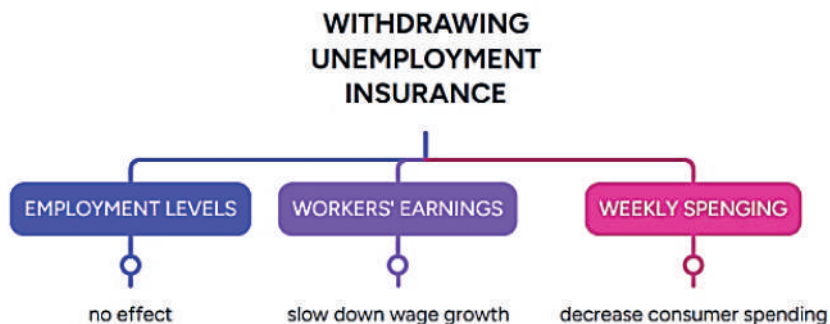 WITHDRAWING
UNEMPLOYMENT
INSURANCE
EMPLOYMENT LEVELS
WORKERS' EARNINGS
WEEKLY SPENGING
no effect
slow down wage growth
decrease consumer spending